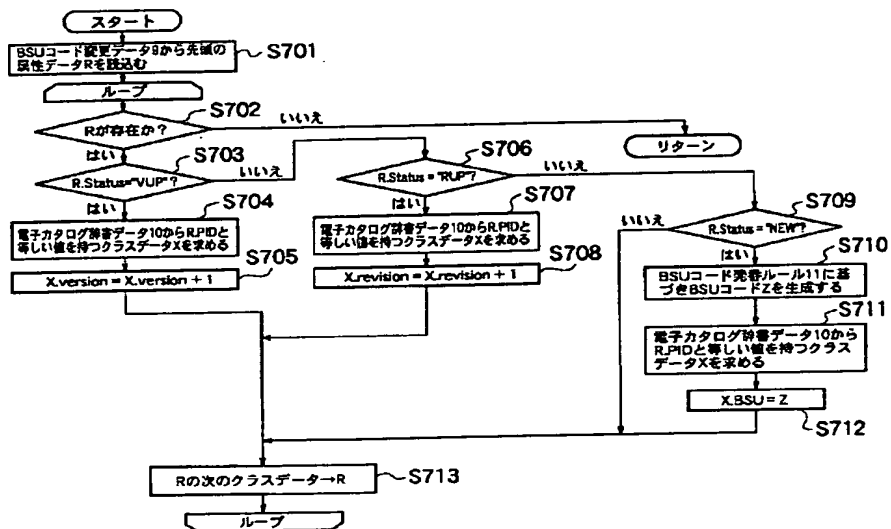 スタート
BSUコード変更データ9から先頭の
属性データRを読込む
S701
ループ
S702
Rが存在か?
いいえ
リターン
はい
S703
R.Status="VUP"?
いいえ
S706
R.Status = "RUP"?
いいえ
はい
S704
電子カタログ辞書データ10からR.PIDと
等しい値を持つクラスデータXを求める
はい
S707
電子カタログ辞書データ10からR.PIDと
等しい値を持つクラスデータXを求める
S709
R.Status = "NEW"?
いいえ
はい
S705
X.version = X.version + 1
S708
X.revision = X.revision + 1
S710
BSUコード発番ルール11に基
づきBSUコードZを生成する
S711
電子カタログ辞書データ10から
R.PIDと等しい値を持つクラス
データXを求める
X.BSU = Z
S712
Rの次のクラスデータ→R
S713
ループ